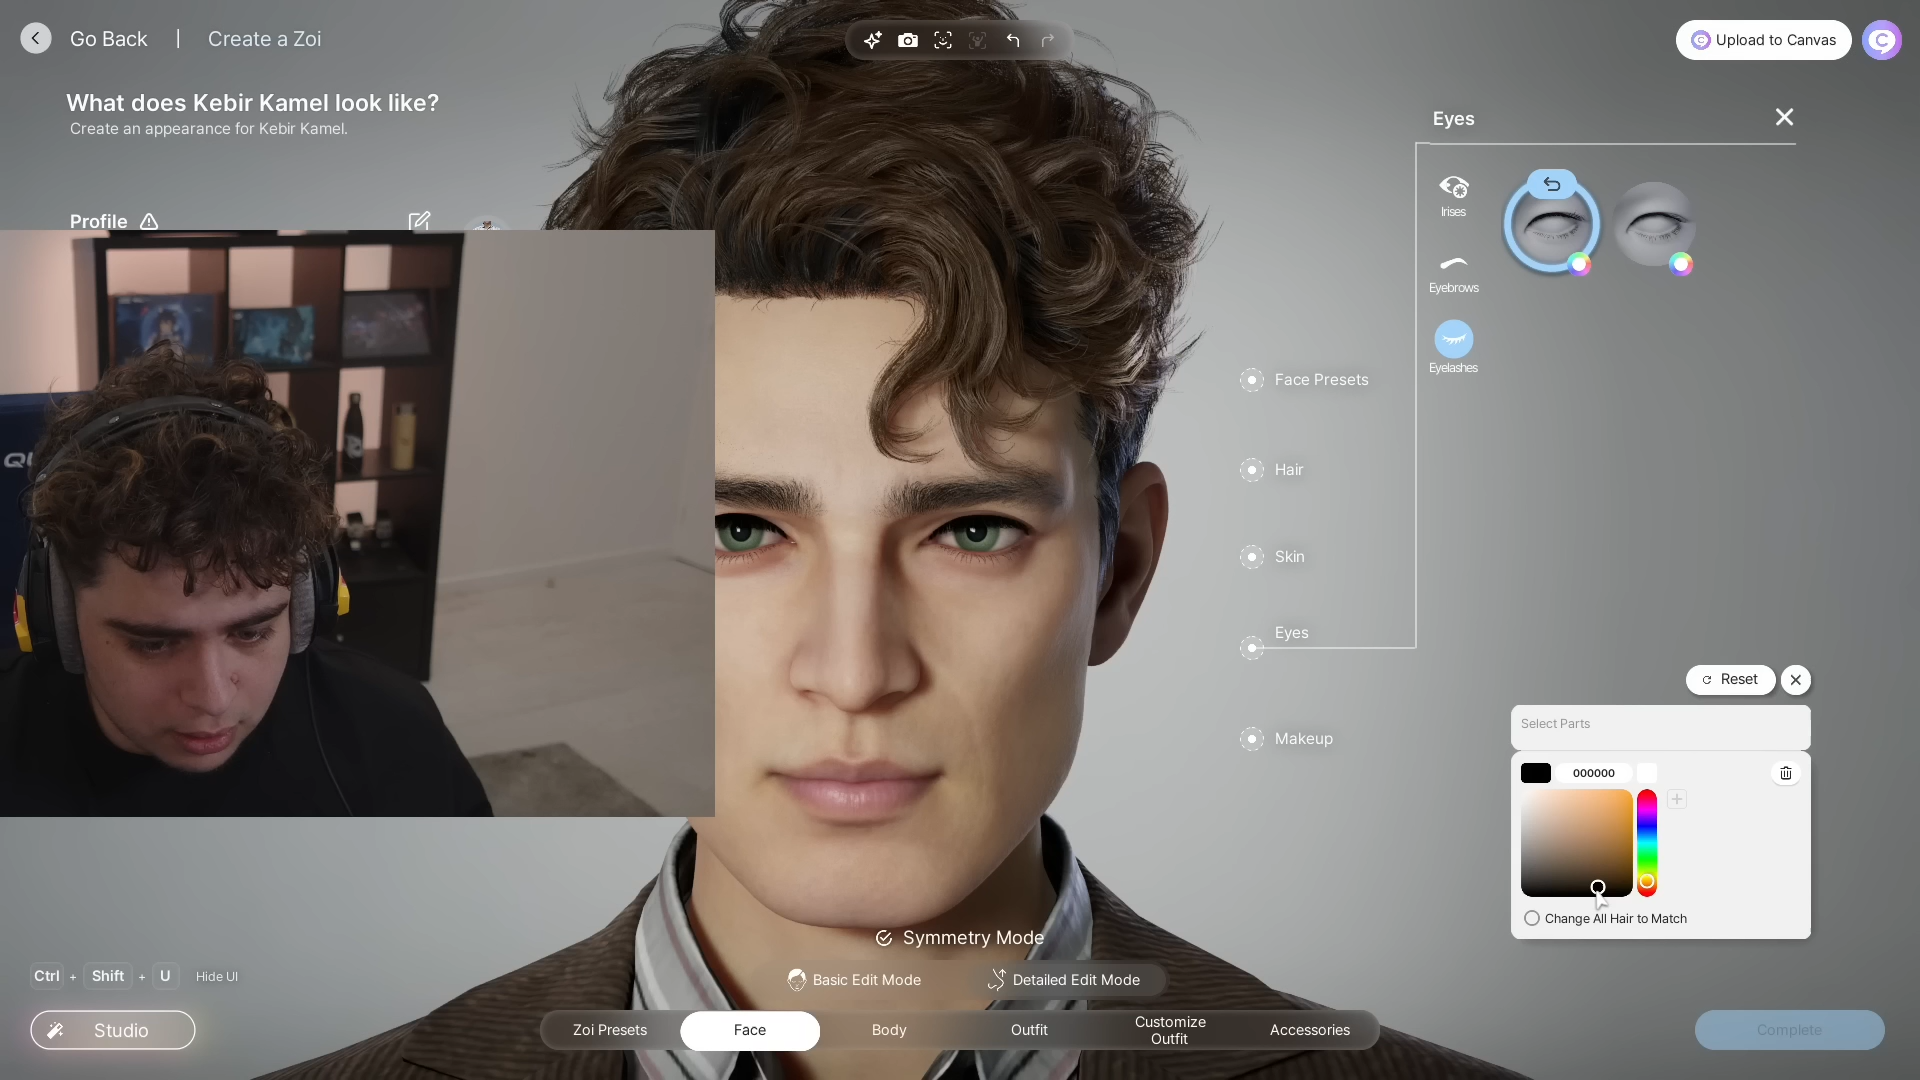 Go Back | Create a Zoi
Upload to Canvas
What does Kebir Kamel look like?
Create an appearance for Kebir Kamel.
Profile
Eyes
Irises
Eyebrows
Eyelashes
Face Presets
Hair
Skin
Eyes
Makeup
Reset
Select Parts
000000
Change All Hair to Match
Symmetry Mode
Basic Edit Mode
Detailed Edit Mode
Ctrl + Shift + U Hide UI
Studio
Zoi Presets
Face
Body
Outfit
Customize
Outfit
Accessories
Complete